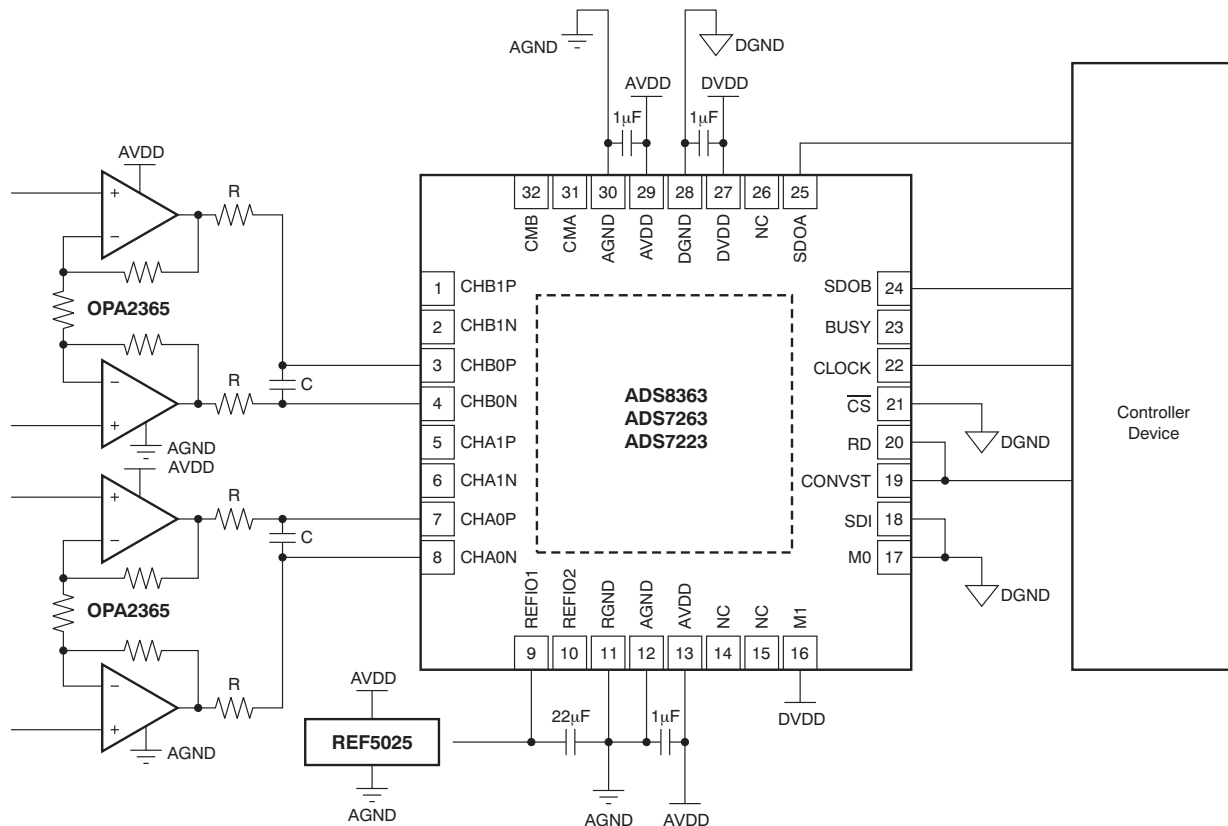 AGND
DGND
AVDD
DVDD
1µF
1µF
AVDD
R
+
−
OPA2365
−
+
R
C
AGND
AVDD
R
+
−
C
OPA2365
−
+
R
AGND
32 31 30 29 28 27 26 25
CMB
CMA
AGND
AVDD
DGND
DVDD
NC
SDOA
1 CHB1P
2 CHB1N
3 CHB0P
4 CHB0N
5 CHA1P
6 CHA1N
7 CHA0P
8 CHA0N
ADS8363
ADS7263
ADS7223
SDOB 24
BUSY 23
CLOCK 22
CS 21
RD 20
CONVST 19
SDI 18
M0 17
DGND
DGND
Controller
Device
REFIO1
REFIO2
RGND
AGND
AVDD
NC
NC
M1
9 10 11 12 13 14 15 16
AVDD
REF5025
AGND
22µF
1µF
DVDD
AGND
AVDD